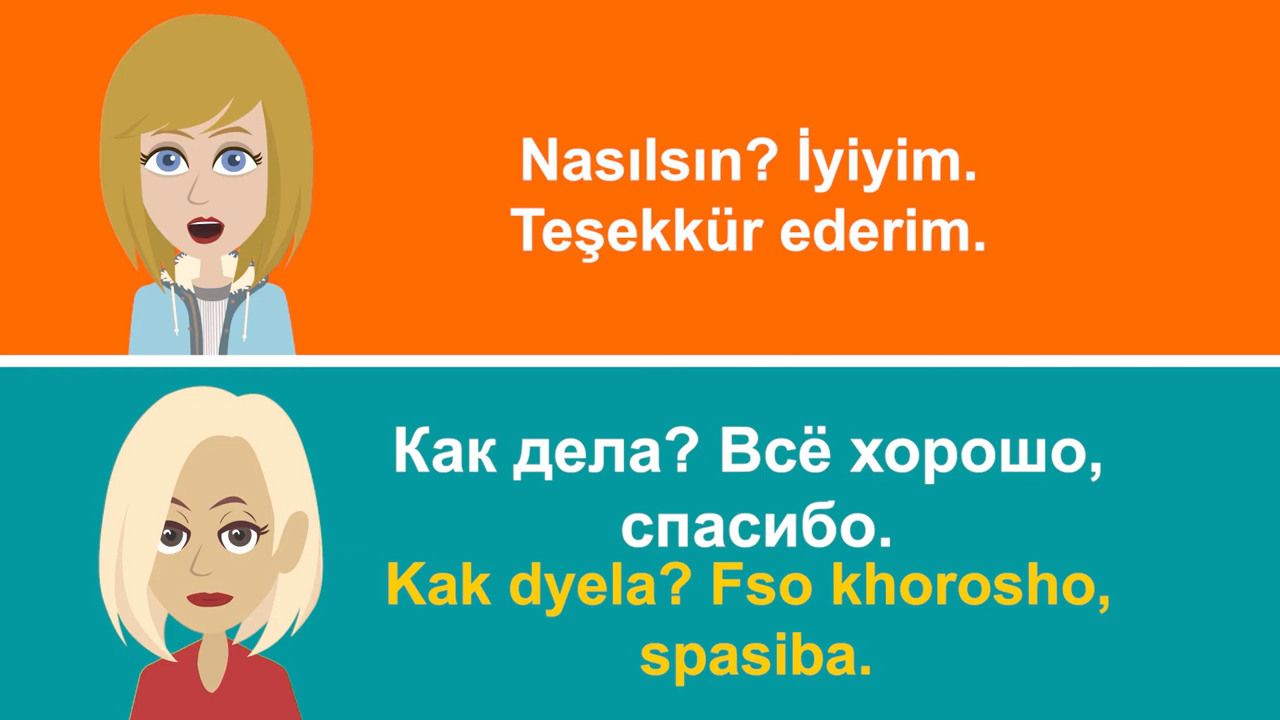 Nasılsın? İyiyim.
Teşekkür ederim.
Как дела? Всё хорошо,
спасибо.
Kak dyela? Fso khorosho,
spasiba.